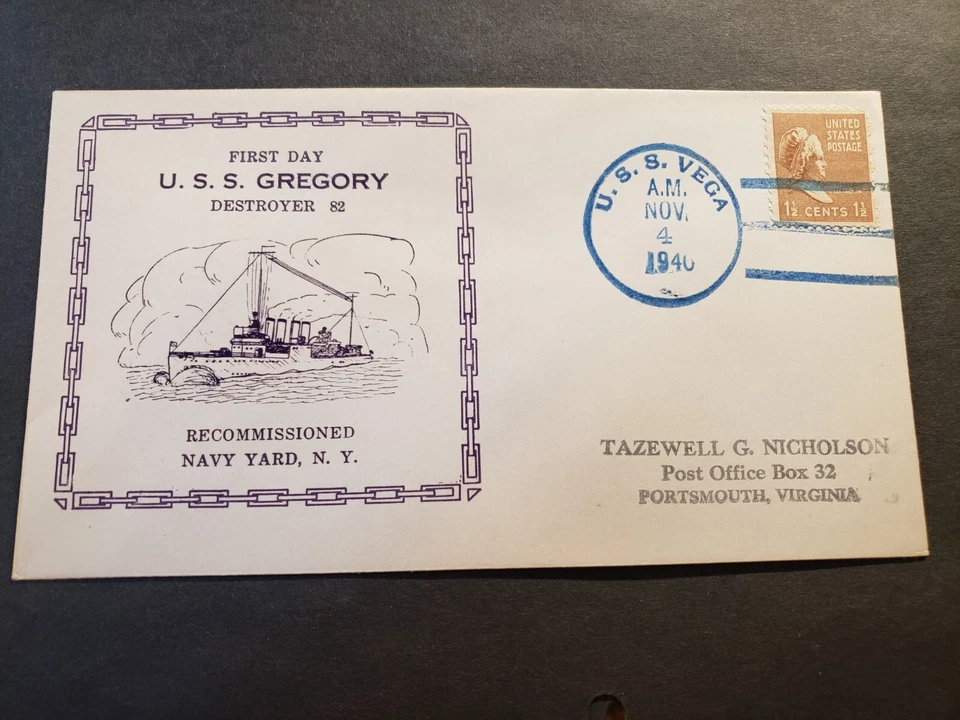 FIRST DAY
U. S. S. GREGORY
DESTROYER 82
RECOMMISSIONED
NAVY YARD, N. Y.
U. S. S. VEGA
A.M.
NOV.
4
1940
UNITED
STATES
POSTAGE
1½ CENTS 1½
TAZEWELL G. NICHOLSON
Post Office Box 32
PORTSMOUTH, VIRGINIA